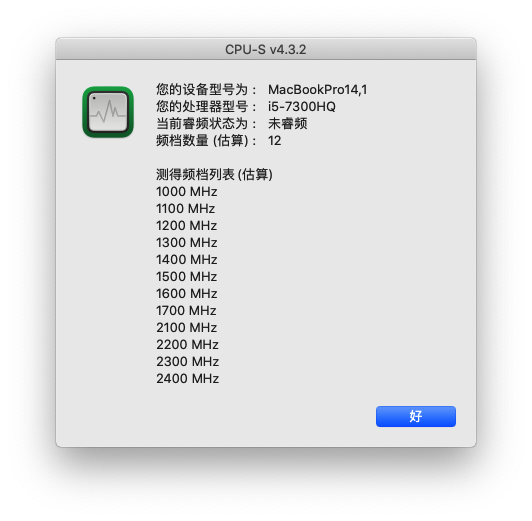 CPU-S v4.3.2
您的设备型号为： MacBookPro14,1
您的处理器型号： i5-7300HQ
当前睿频状态为： 未睿频
频档数量 (估算)： 12
测得频档列表 (估算)
1000 MHz
1100 MHz
1200 MHz
1300 MHz
1400 MHz
1500 MHz
1600 MHz
1700 MHz
2100 MHz
2200 MHz
2300 MHz
2400 MHz
好